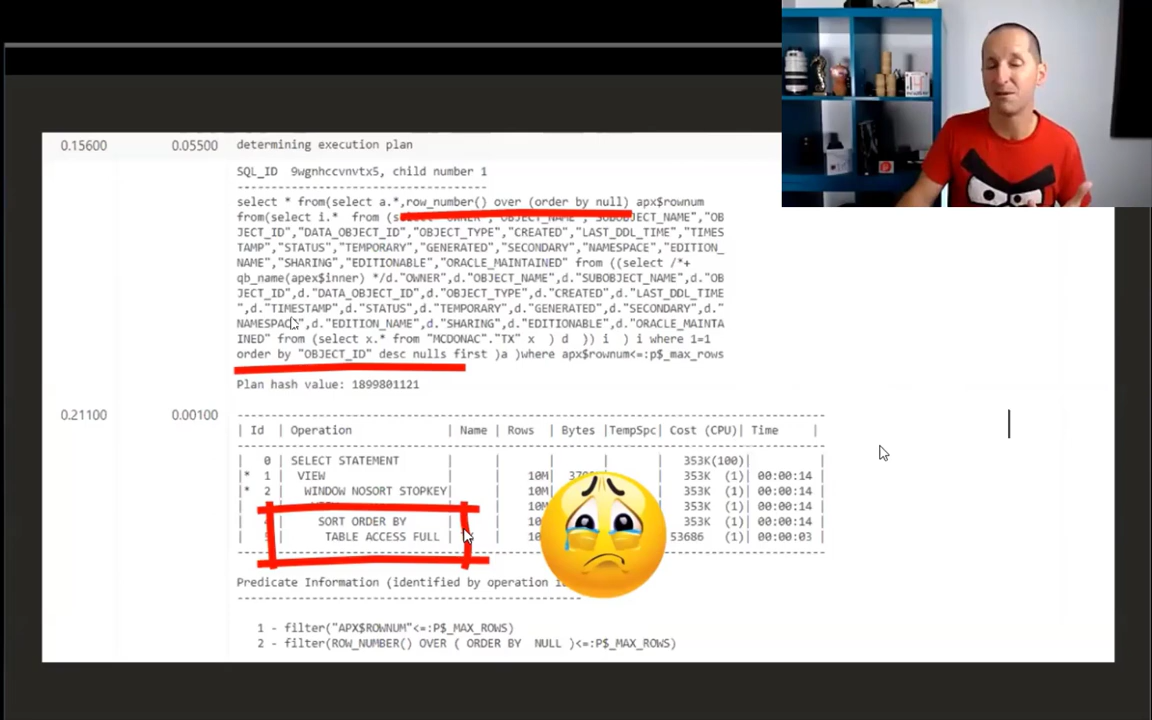 0.15600 0.05500 determining execution plan
SQL_ID 9wgnhccvnvtx5, child number 1
-------------------------------------
select * from(select a.*,row_number() over (order by null) apx$rownum
from(select i.* from (select "OWNER","OBJECT_NAME","SUBOBJECT_NAME","OB
JECT_ID","DATA_OBJECT_ID","OBJECT_TYPE","CREATED","LAST_DDL_TIME","TIMES
TAMP","STATUS","TEMPORARY","GENERATED","SECONDARY","NAMESPACE","EDITION_
NAME","SHARING","EDITIONABLE","ORACLE_MAINTAINED" from ((select /*+
qb_name(apex$inner) */d."OWNER",d."OBJECT_NAME",d."SUBOBJECT_NAME",d."OB
JECT_ID",d."DATA_OBJECT_ID",d."OBJECT_TYPE",d."CREATED",d."LAST_DDL_TIME
",d."TIMESTAMP",d."STATUS",d."TEMPORARY",d."GENERATED",d."SECONDARY",d."
NAMESPACE",d."EDITION_NAME",d."SHARING",d."EDITIONABLE",d."ORACLE_MAINTA
INED" from (select x.* from "MCDONAC"."TX" x ) d )) i ) i where 1=1
order by "OBJECT_ID" desc nulls first )a )where apx$rownum<=:p$_max_rows
Plan hash value: 1899801121
0.21100 0.00100
| Id | Operation | Name | Rows | Bytes |TempSpc| Cost (CPU)| Time |
| 0 | SELECT STATEMENT | | | | | 353K(100)| |
|* 1 | VIEW | | 10M| 353K (1)| 00:00:14 |
|* 2 | WINDOW NOSORT STOPKEY| | 10M| 353K (1)| 00:00:14 |
353K (1)| 00:00:14 |
SORT ORDER BY | 353K (1)| 00:00:14 |
TABLE ACCESS FULL | 53686 (1)| 00:00:03 |
Predicate Information (identified by operation
1 - filter("APX$ROWNUM"<=:P$_MAX_ROWS)
2 - filter(ROW_NUMBER() OVER ( ORDER BY NULL )<=:P$_MAX_ROWS)